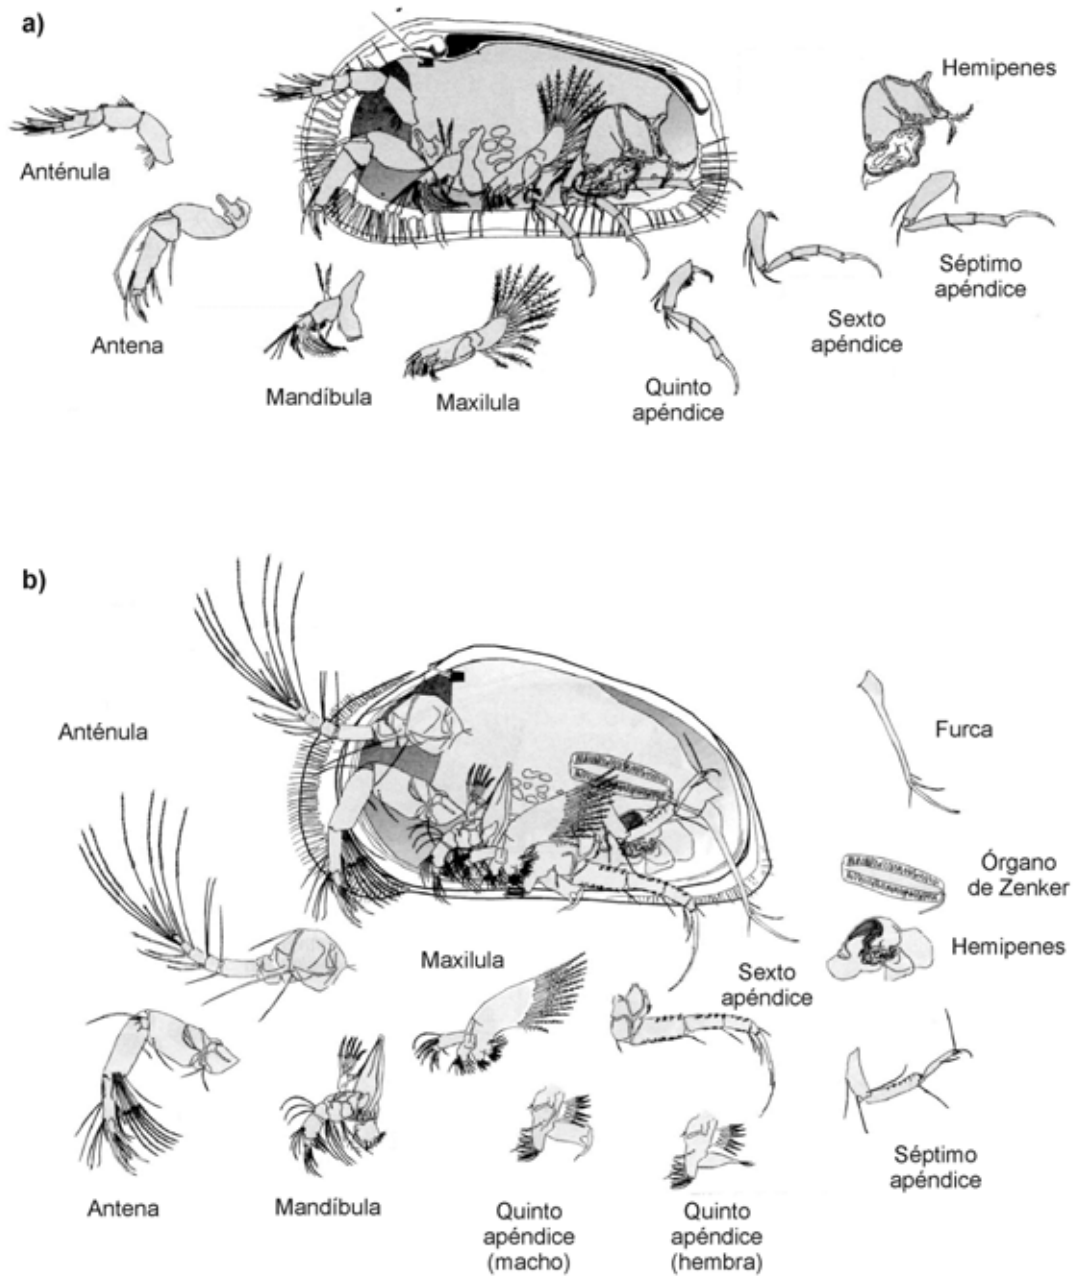 a)
Hemipenes
Anténula
Séptimo
apéndice
Antena
Sexto
apéndice
Mandíbula
Maxilula
Quinto
apéndice
b)
Anténula
Furca
Órgano
de Zenker
Hemipenes
Maxilula
Sexto
apéndice
Séptimo
apéndice
Antena
Mandíbula
Quinto
apéndice
(macho)
Quinto
apéndice
(hembra)